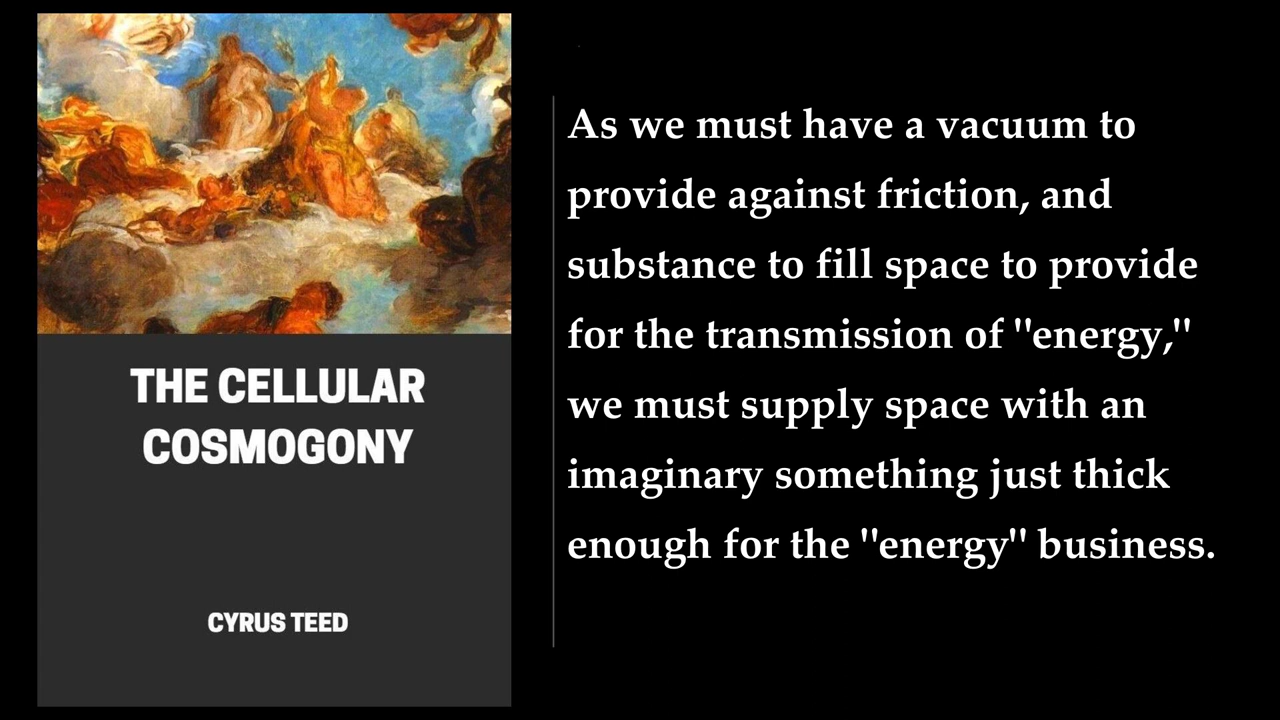 THE CELLULAR
COSMOGONY
CYRUS TEED
As we must have a vacuum to
provide against friction, and
substance to fill space to provide
for the transmission of "energy,"
we must supply space with an
imaginary something just thick
enough for the "energy" business.